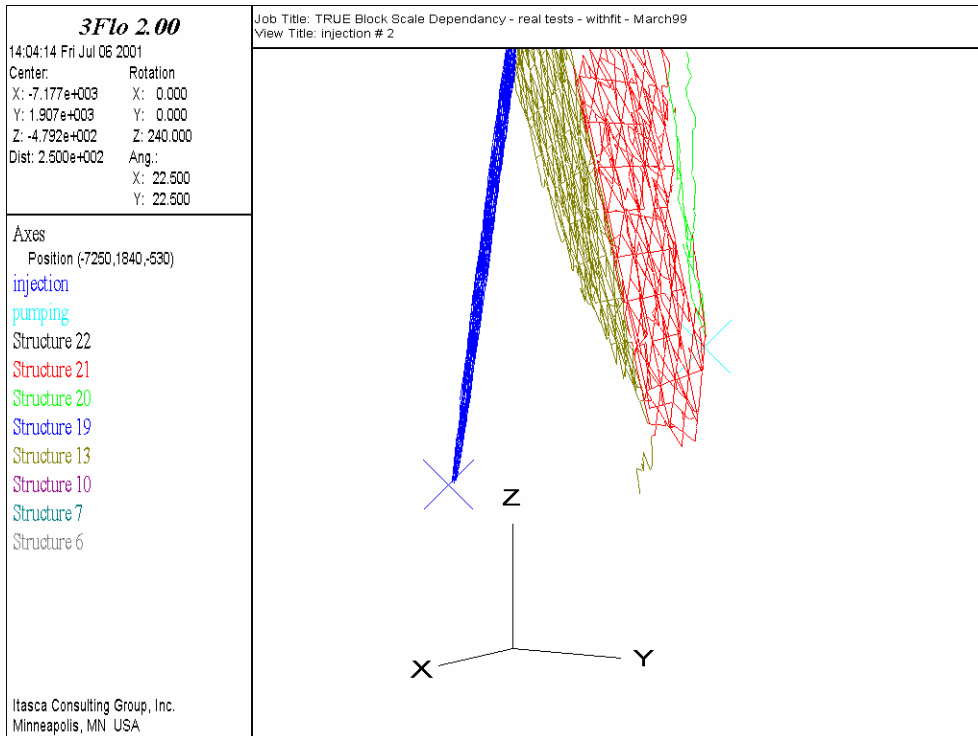 3Flo 2.00
14:04:14 Fri Jul 06 2001
Center: Rotation
X: -7.177e+003 X: 0.000
Y: 1.907e+003 Y: 0.000
Z: -4.792e+002 Z: 240.000
Dist: 2.500e+002 Ang.:
X: 22.500
Y: 22.500
Axes
Position (-7250,1840,-530)
injection
pumping
Structure 22
Structure 21
Structure 20
Structure 19
Structure 13
Structure 10
Structure 7
Structure 6
Itasca Consulting Group, Inc.
Minneapolis, MN USA
Job Title: TRUE Block Scale Dependancy - real tests - withfit - March99
View Title: injection # 2
Z
X
Y